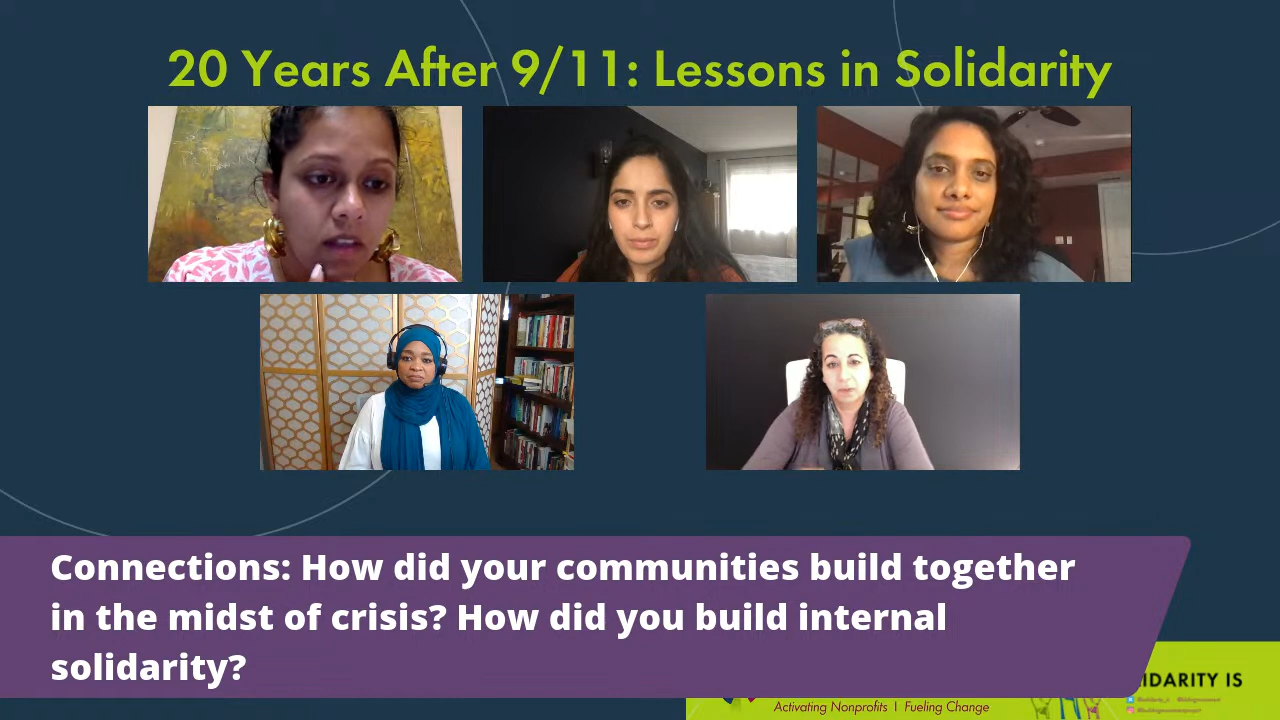 20 Years After 9/11: Lessons in Solidarity
Connections: How did your communities build together
in the midst of crisis? How did you build internal
solidarity?
IDARITY IS
Activating Nonprofits | Fueling Change